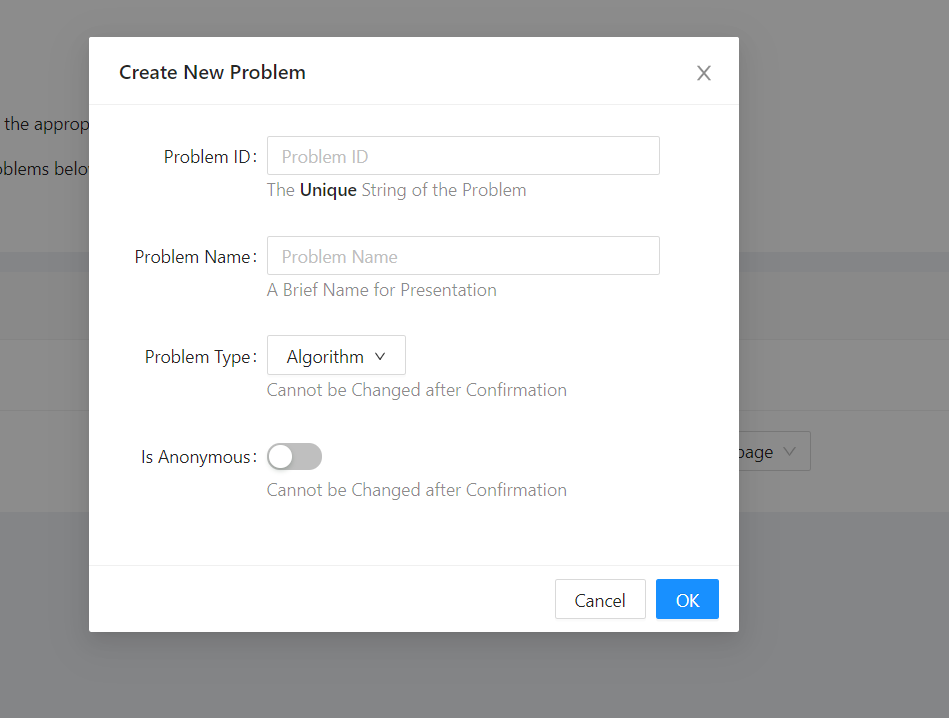 Create New Problem
the approp
Problem ID:
Problem ID
The Unique String of the Problem
Problem Name:
Problem Name
A Brief Name for Presentation
Problem Type:
Algorithm
Cannot be Changed after Confirmation
Is Anonymous:
page
Cannot be Changed after Confirmation
Cancel
OK